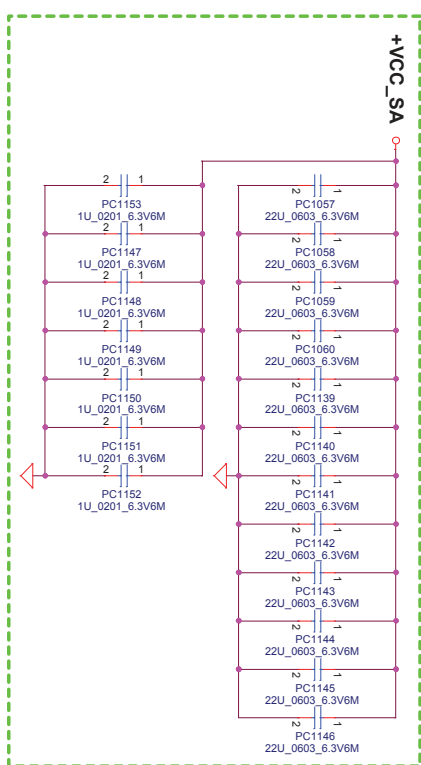 +VCC_SA
2 1
PC1153
1U_0201_6.3V6M
2 1
PC1147
1U_0201_6.3V6M
2 1
PC1148
1U_0201_6.3V6M
2 1
PC1149
1U_0201_6.3V6M
2 1
PC1150
1U_0201_6.3V6M
2 1
PC1151
1U_0201_6.3V6M
2 1
PC1152
1U_0201_6.3V6M
2 1
PC1057
22U_0603_6.3V6M
2 1
PC1058
22U_0603_6.3V6M
2 1
PC1059
22U_0603_6.3V6M
2 1
PC1060
22U_0603_6.3V6M
2 1
PC1139
22U_0603_6.3V6M
2 1
PC1140
22U_0603_6.3V6M
2 1
PC1141
22U_0603_6.3V6M
2 1
PC1142
22U_0603_6.3V6M
2 1
PC1143
22U_0603_6.3V6M
2 1
PC1144
22U_0603_6.3V6M
2 1
PC1145
22U_0603_6.3V6M
2 1
PC1146
22U_0603_6.3V6M